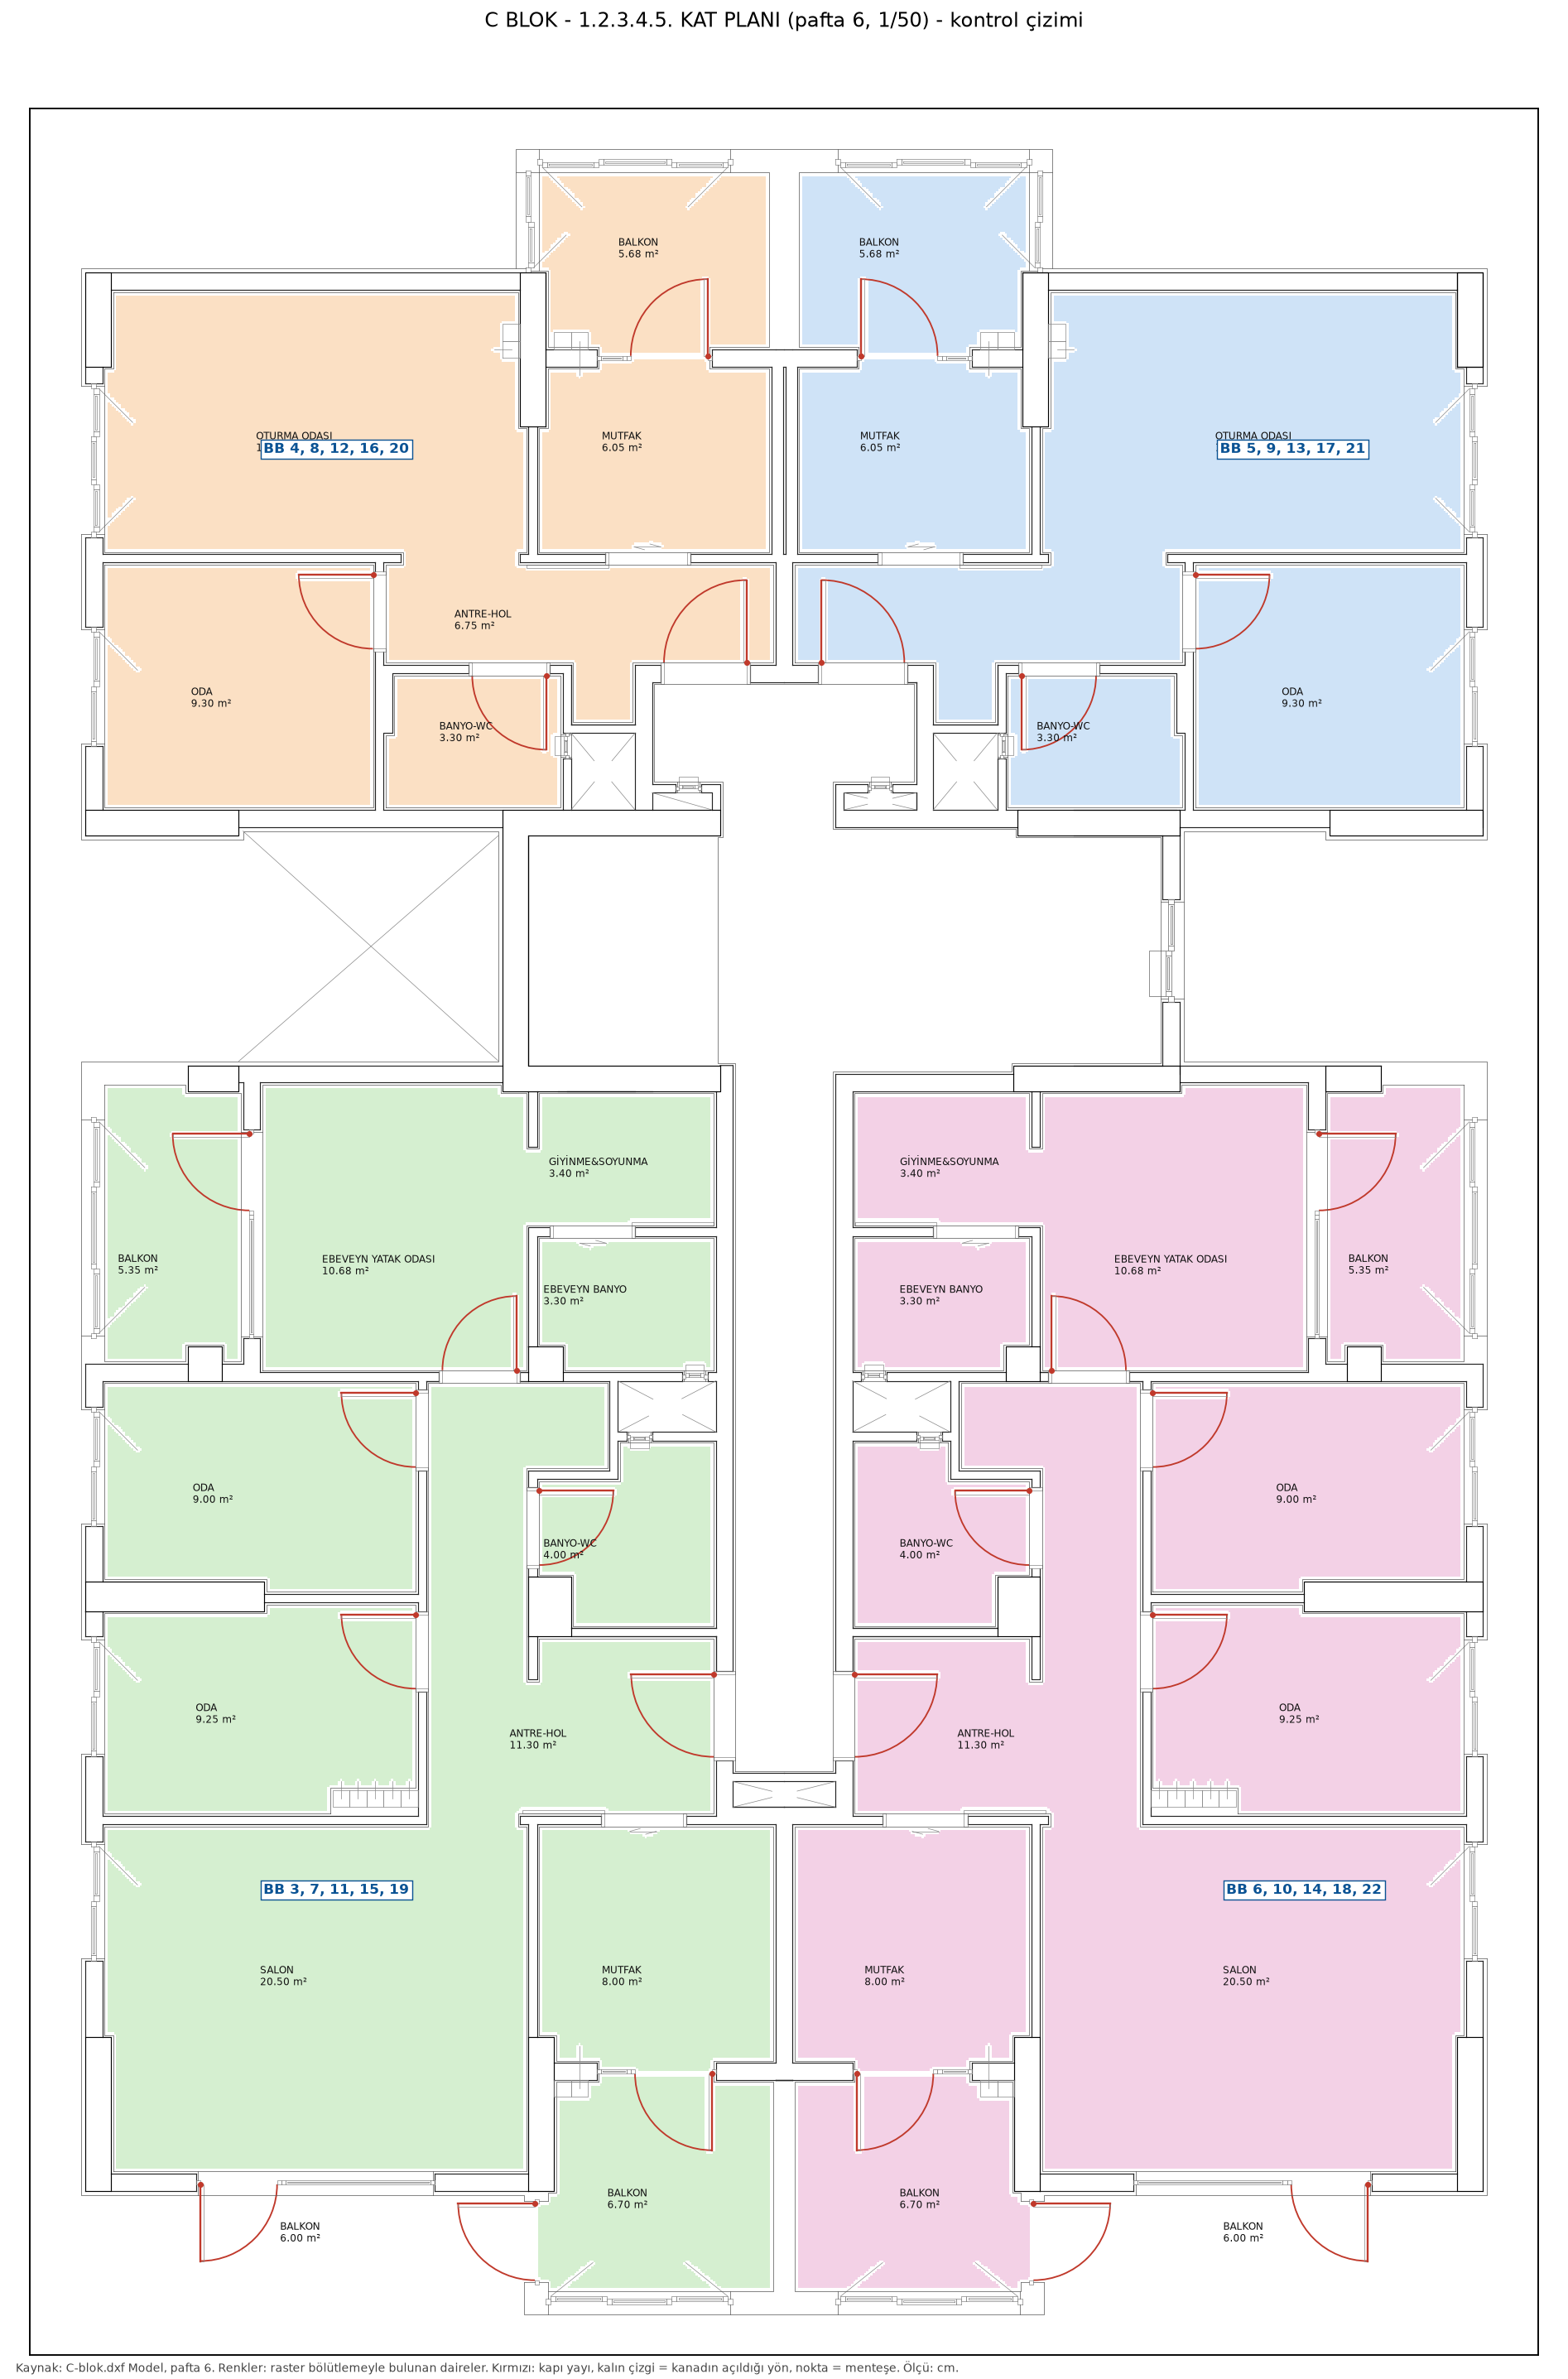 C BLOK - 1.2.3.4.5. KAT PLANI (pafta 6, 1/50) - kontrol çizimi
BALKON
5.68 m²
BALKON
5.68 m²
OTURMA ODASI
BB 4, 8, 12, 16, 20
MUTFAK
6.05 m²
MUTFAK
6.05 m²
OTURMA ODASI
BB 5, 9, 13, 17, 21
ANTRE-HOL
6.75 m²
ODA
9.30 m²
BANYO-WC
3.30 m²
BANYO-WC
3.30 m²
ODA
9.30 m²
GİYİNME&SOYUNMA
3.40 m²
GİYİNME&SOYUNMA
3.40 m²
BALKON
5.35 m²
EBEVEYN YATAK ODASI
10.68 m²
EBEVEYN BANYO
3.30 m²
EBEVEYN BANYO
3.30 m²
EBEVEYN YATAK ODASI
10.68 m²
BALKON
5.35 m²
ODA
9.00 m²
BANYO-WC
4.00 m²
BANYO-WC
4.00 m²
ODA
9.00 m²
ODA
9.25 m²
ANTRE-HOL
11.30 m²
ANTRE-HOL
11.30 m²
ODA
9.25 m²
BB 3, 7, 11, 15, 19
BB 6, 10, 14, 18, 22
SALON
20.50 m²
MUTFAK
8.00 m²
MUTFAK
8.00 m²
SALON
20.50 m²
BALKON
6.70 m²
BALKON
6.70 m²
BALKON
6.00 m²
BALKON
6.00 m²
Kaynak: C-blok.dxf Model, pafta 6. Renkler: raster bölütlemeyle bulunan daireler. Kırmızı: kapı yayı, kalın çizgi = kanadın açıldığı yön, nokta = menteşe. Ölçü: cm.